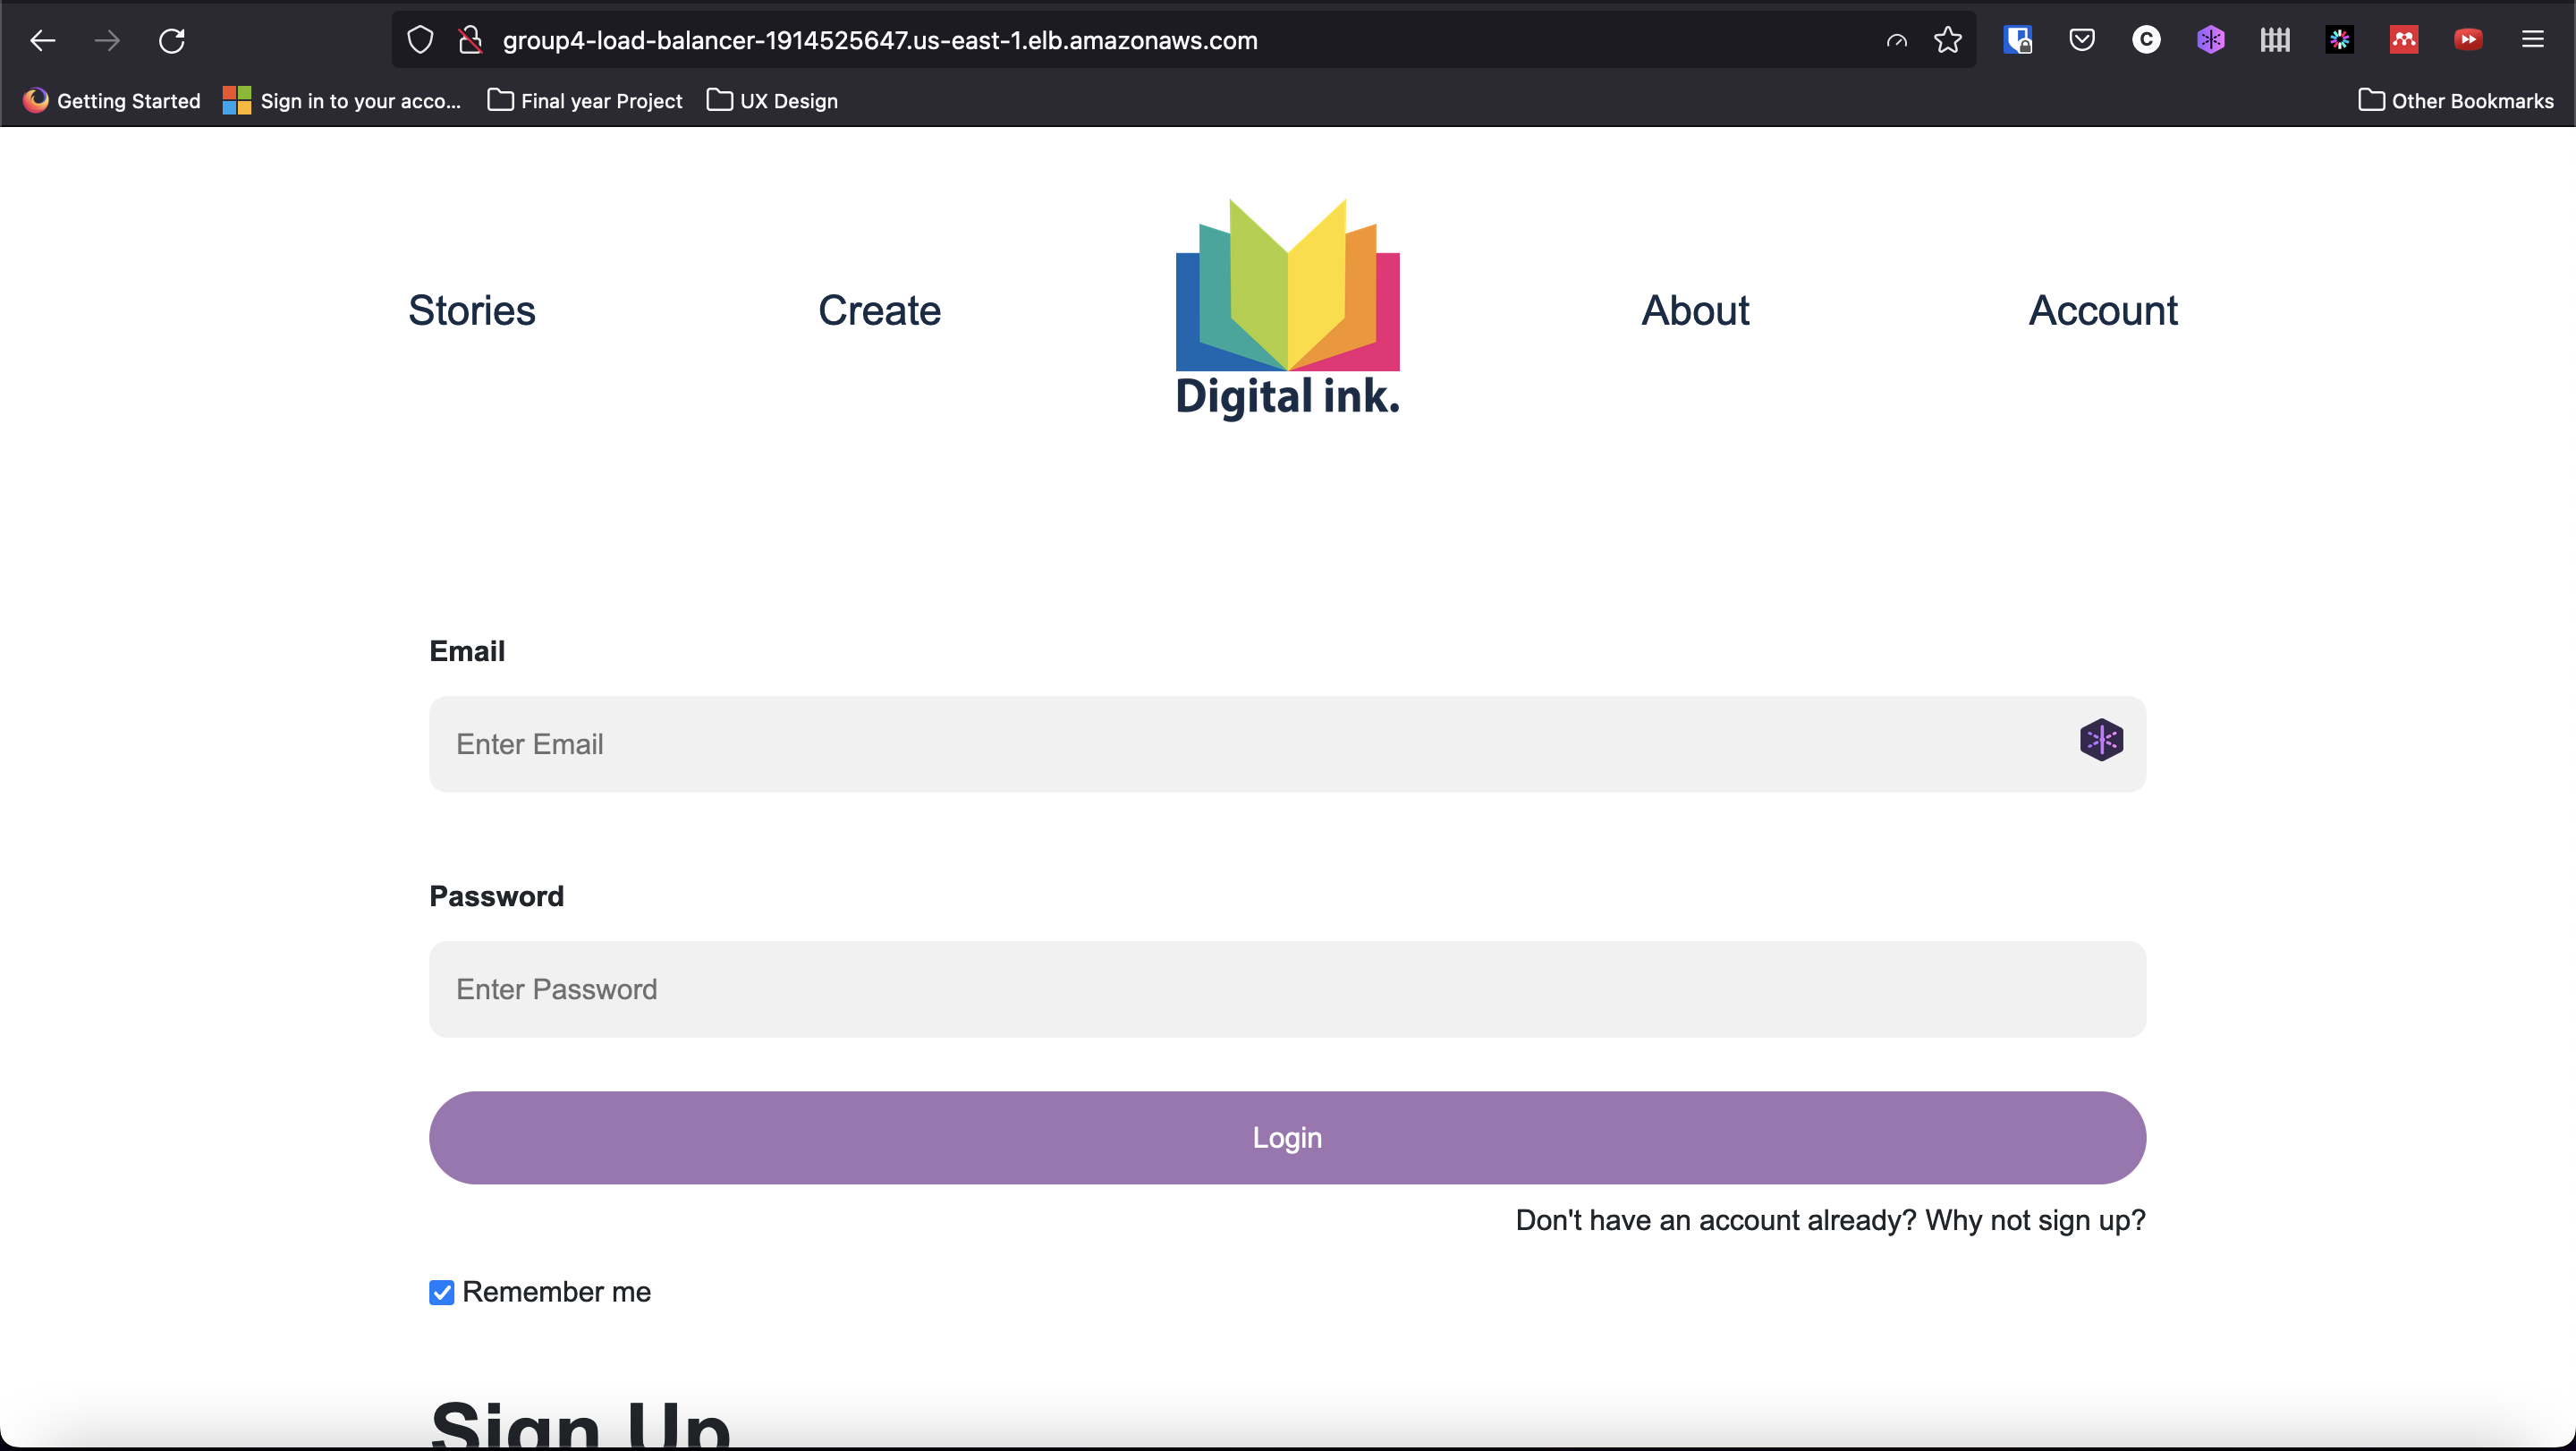 group4-load-balancer-1914525647.us-east-1.elb.amazonaws.com
Getting Started
Sign in to your acco...
Final year Project
UX Design
Other Bookmarks
Stories
Create
Digital ink.
About
Account
Email
Enter Email
Password
Enter Password
Login
Don't have an account already? Why not sign up?
Remember me
Sign Up